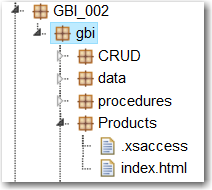 GBI_002
gbi
CRUD
data
procedures
Products
.xsaccess
index.html